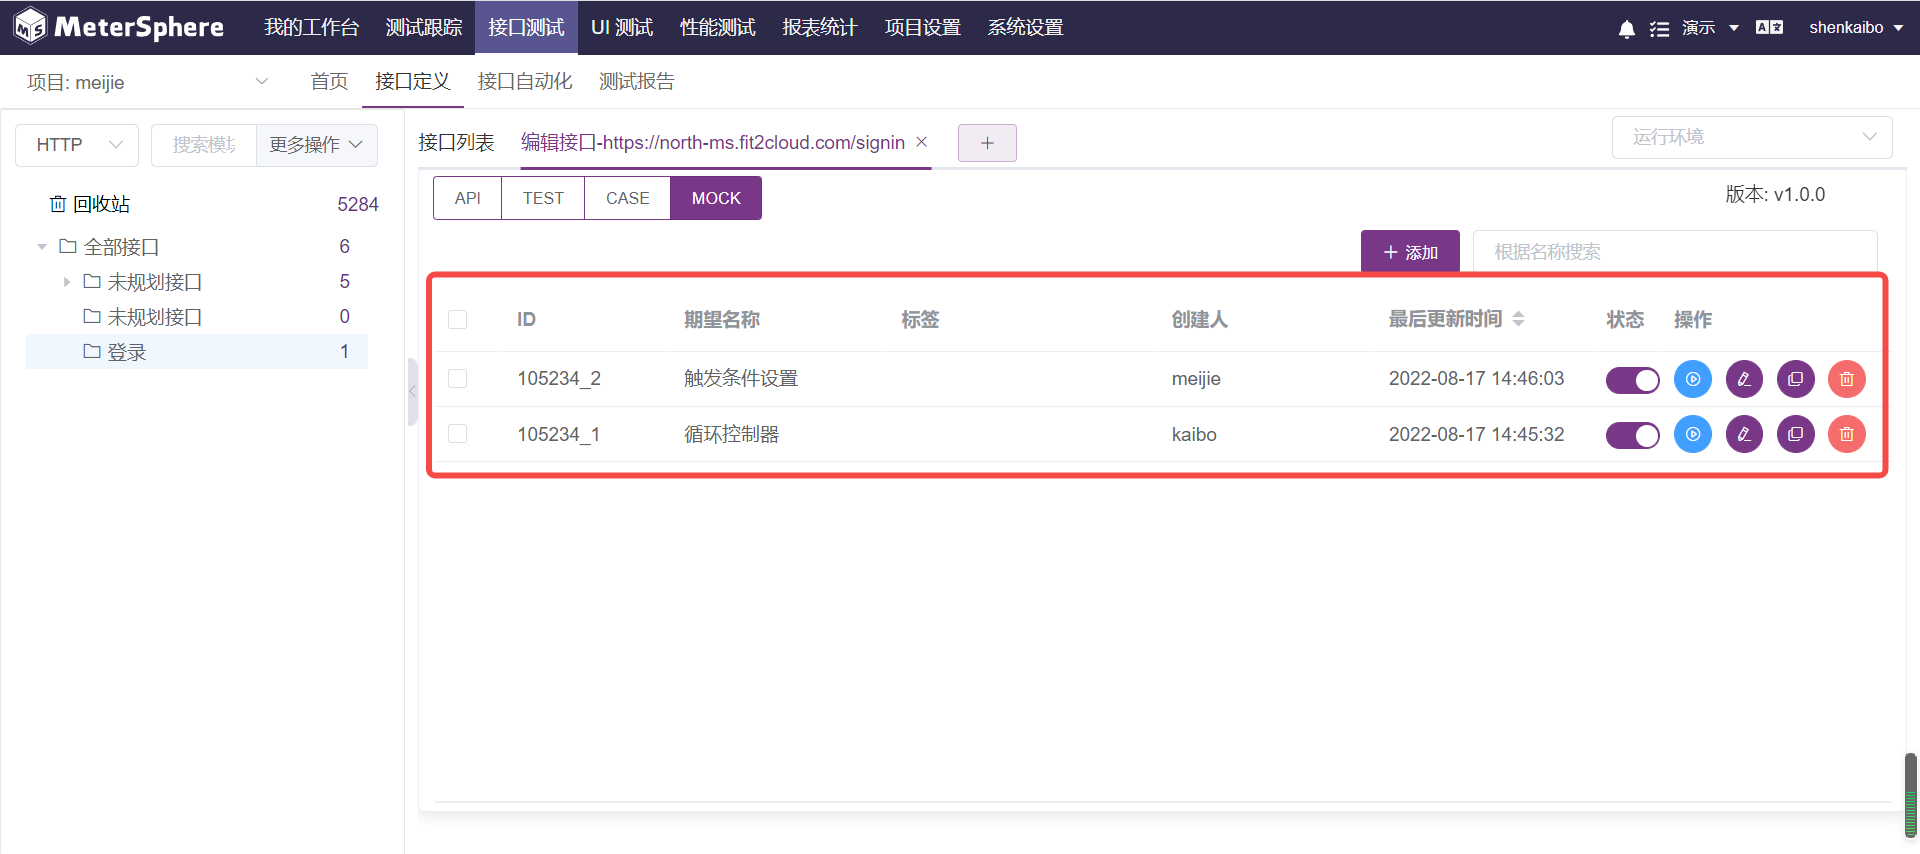 MeterSphere 我的工作台 测试跟踪 接口测试 UI 测试 性能测试 报表统计 项目设置 系统设置 演示 shenkaibo
项目: meijie 首页 接口定义 接口自动化 测试报告
HTTP 搜索模块 更多操作
接口列表 编辑接口-https://north-ms.fit2cloud.com/signin
运行环境
回收站 5284
API TEST CASE MOCK
版本: v1.0.0
全部接口 6
添加 根据名称搜索
未规划接口 5
未规划接口 0
登录 1
ID 期望名称 标签 创建人 最后更新时间 状态 操作
105234_2 触发条件设置 meijie 2022-08-17 14:46:03
105234_1 循环控制器 kaibo 2022-08-17 14:45:32